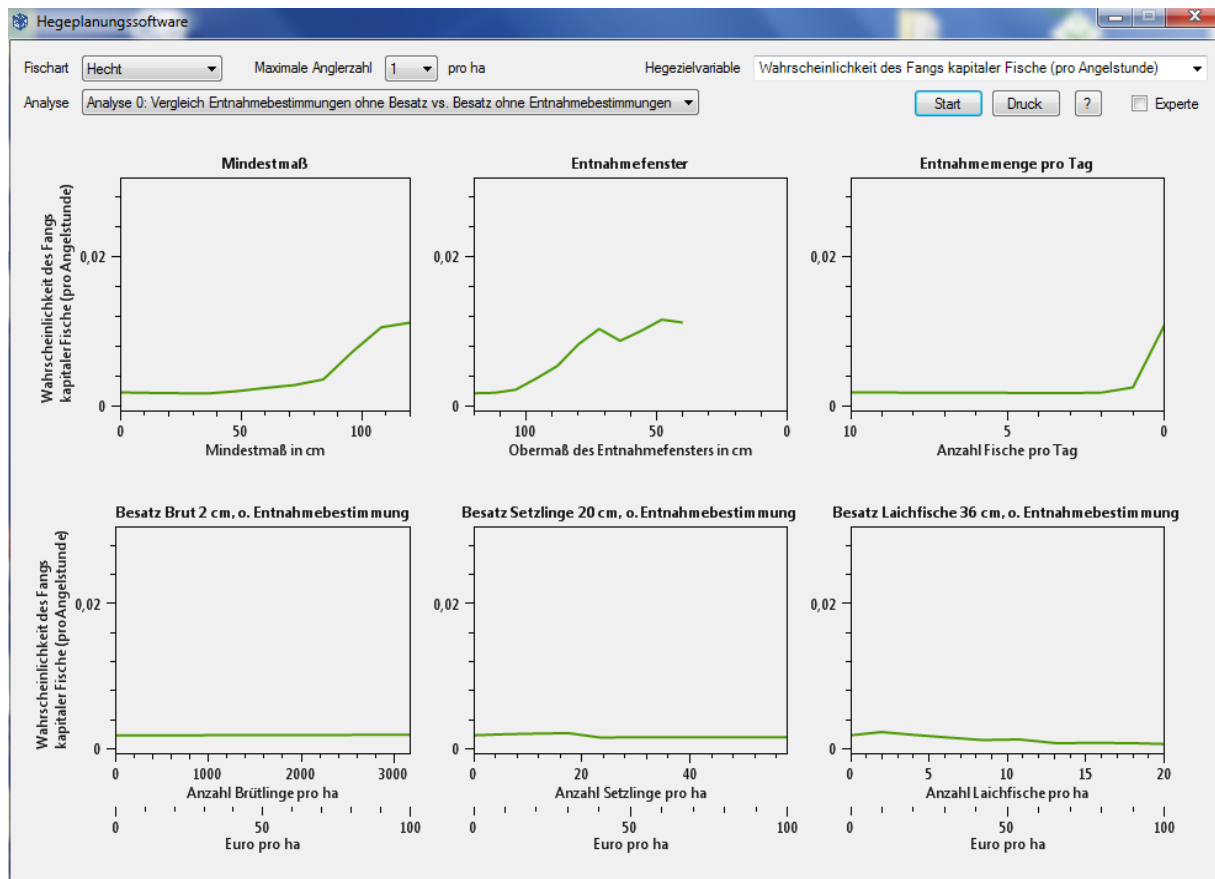 Hegeplanungssoftware
Fischart Hecht Maximale Anglerzahl 1 pro ha Hegezielvariable Wahrscheinlichkeit des Fangs kapitaler Fische (pro Angelstunde)
Analyse Analyse 0: Vergleich Entnahmebestimmungen ohne Besatz vs. Besatz ohne Entnahmebestimmungen Start Druck ? Experte
Mindestmaß Entnahmefenster Entnahmemenge pro Tag
Wahrscheinlichkeit des Fangs
kapitaler Fische (pro Angelstunde)
0,02 0,02 0,02
0 0 0
0 50 100 100 50 0 10 5 0
Mindestmaß in cm Obermaß des Entnahmefensters in cm Anzahl Fische pro Tag
Besatz Brut 2 cm, o. Entnahmebestimmung Besatz Setzlinge 20 cm, o. Entnahmebestimmung Besatz Laichfische 36 cm, o. Entnahmebestimmung
Wahrscheinlichkeit des Fangs
kapitaler Fische (pro Angelstunde)
0,02 0,02 0,02
0 0 0
0 1000 2000 3000 0 20 40 0 5 10 15 20
Anzahl Brütlinge pro ha Anzahl Setzlinge pro ha Anzahl Laichfische pro ha
0 50 100 0 50 100 0 50 100
Euro pro ha Euro pro ha Euro pro ha